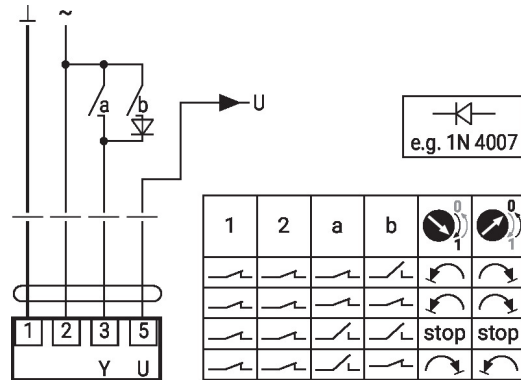 ⊥ ~
a b
U
e.g. 1N 4007
1 2 a b 0 1 0 1
stop stop
1 2 3 5
Y U